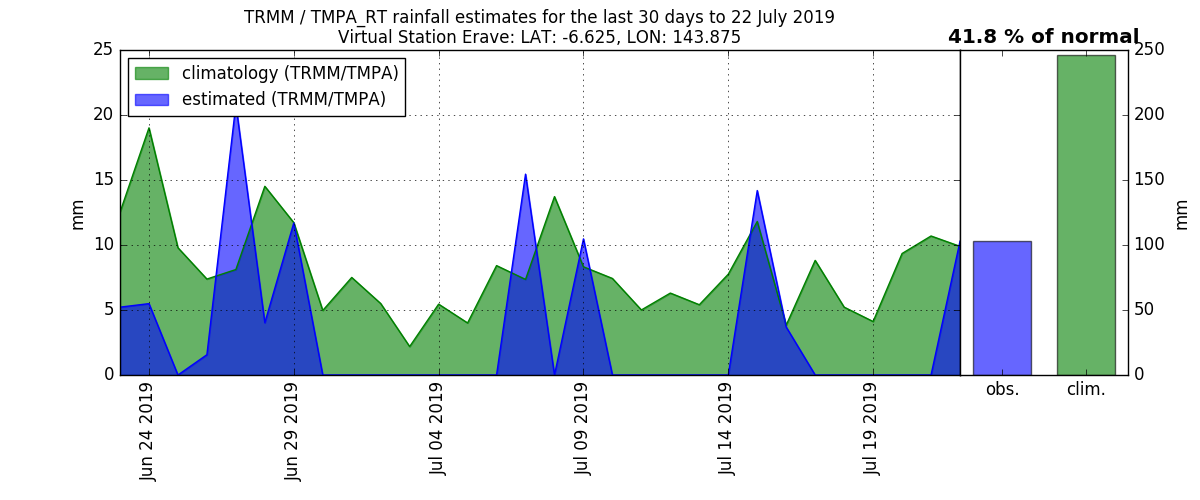 TRMM / TMPA_RT rainfall estimates for the last 30 days to 22 July 2019
Virtual Station Erave: LAT: -6.625, LON: 143.875
41.8 % of normal
climatology (TRMM/TMPA)
estimated (TRMM/TMPA)
25
20
15
10
5
0
mm
Jun 24 2019
Jun 29 2019
Jul 04 2019
Jul 09 2019
Jul 14 2019
Jul 19 2019
obs.
clim.
250
200
150
100
50
0
mm